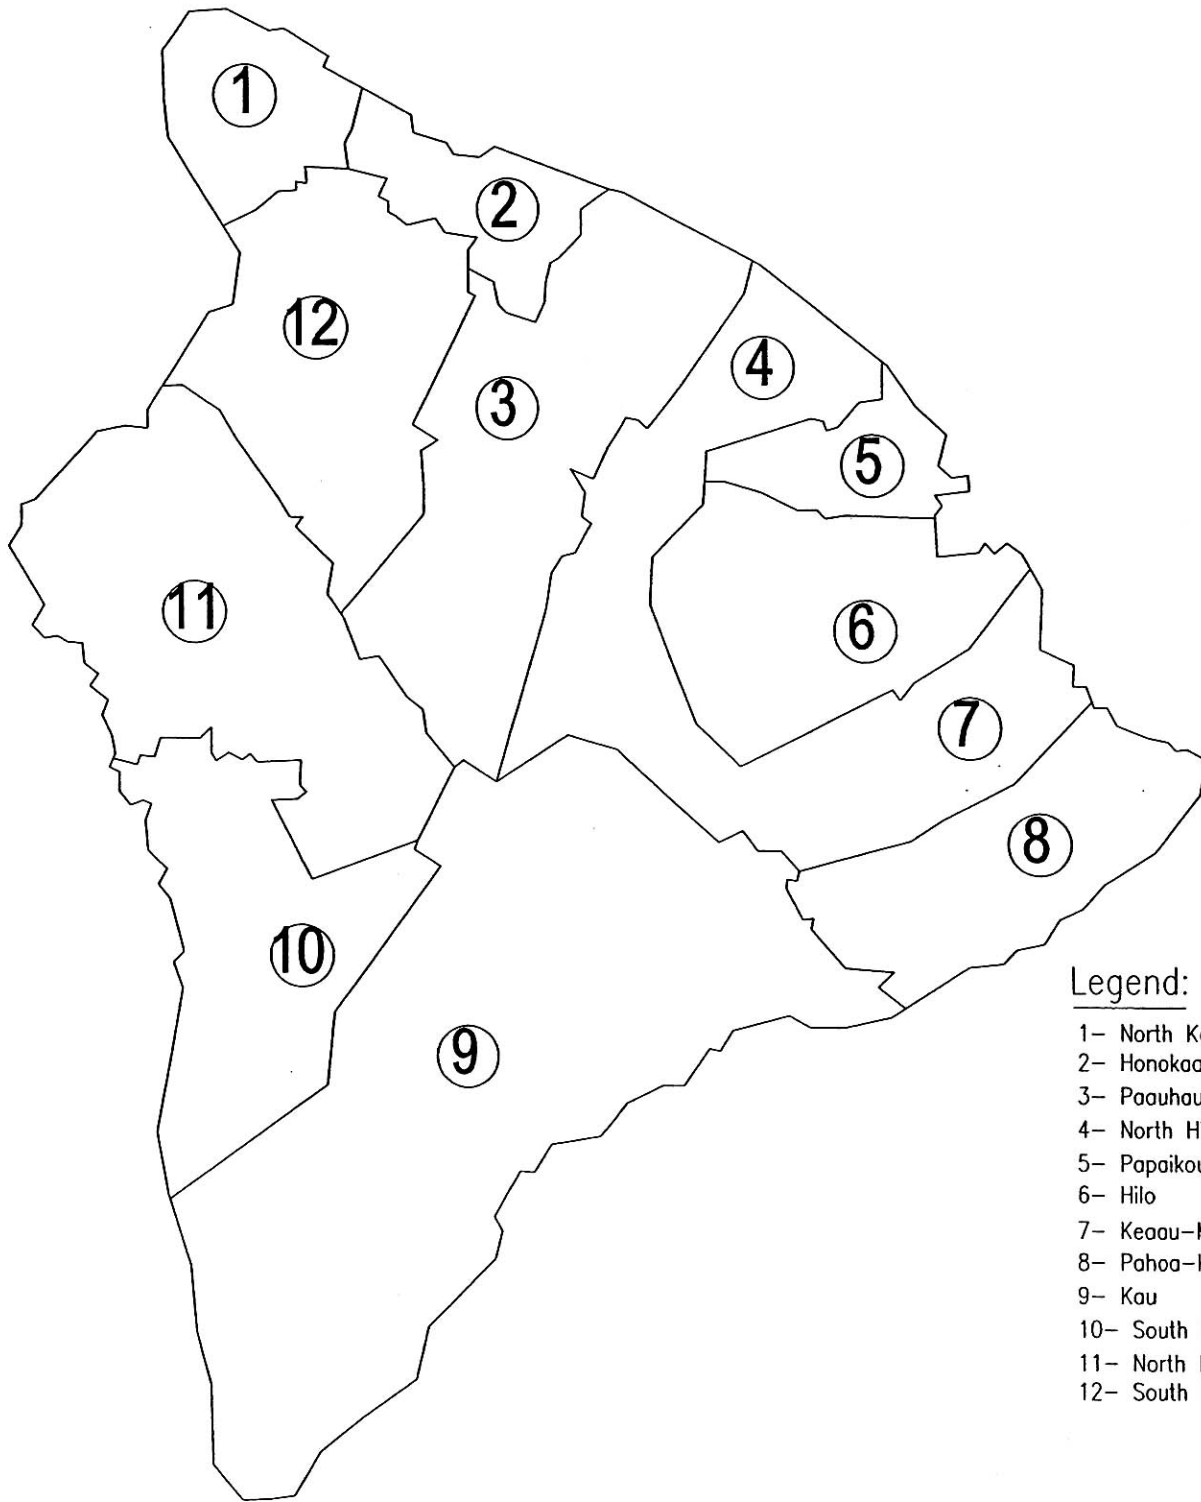 1
2
12
4
3
5
11
6
7
8
10
9
Legend:
1– North
2– Honokaa
3– Paauhau
4– North
5– Papaikou
6– Hilo
7– Keaau–
8– Pahoa–
9– Kau
10– South
11– North
12– South